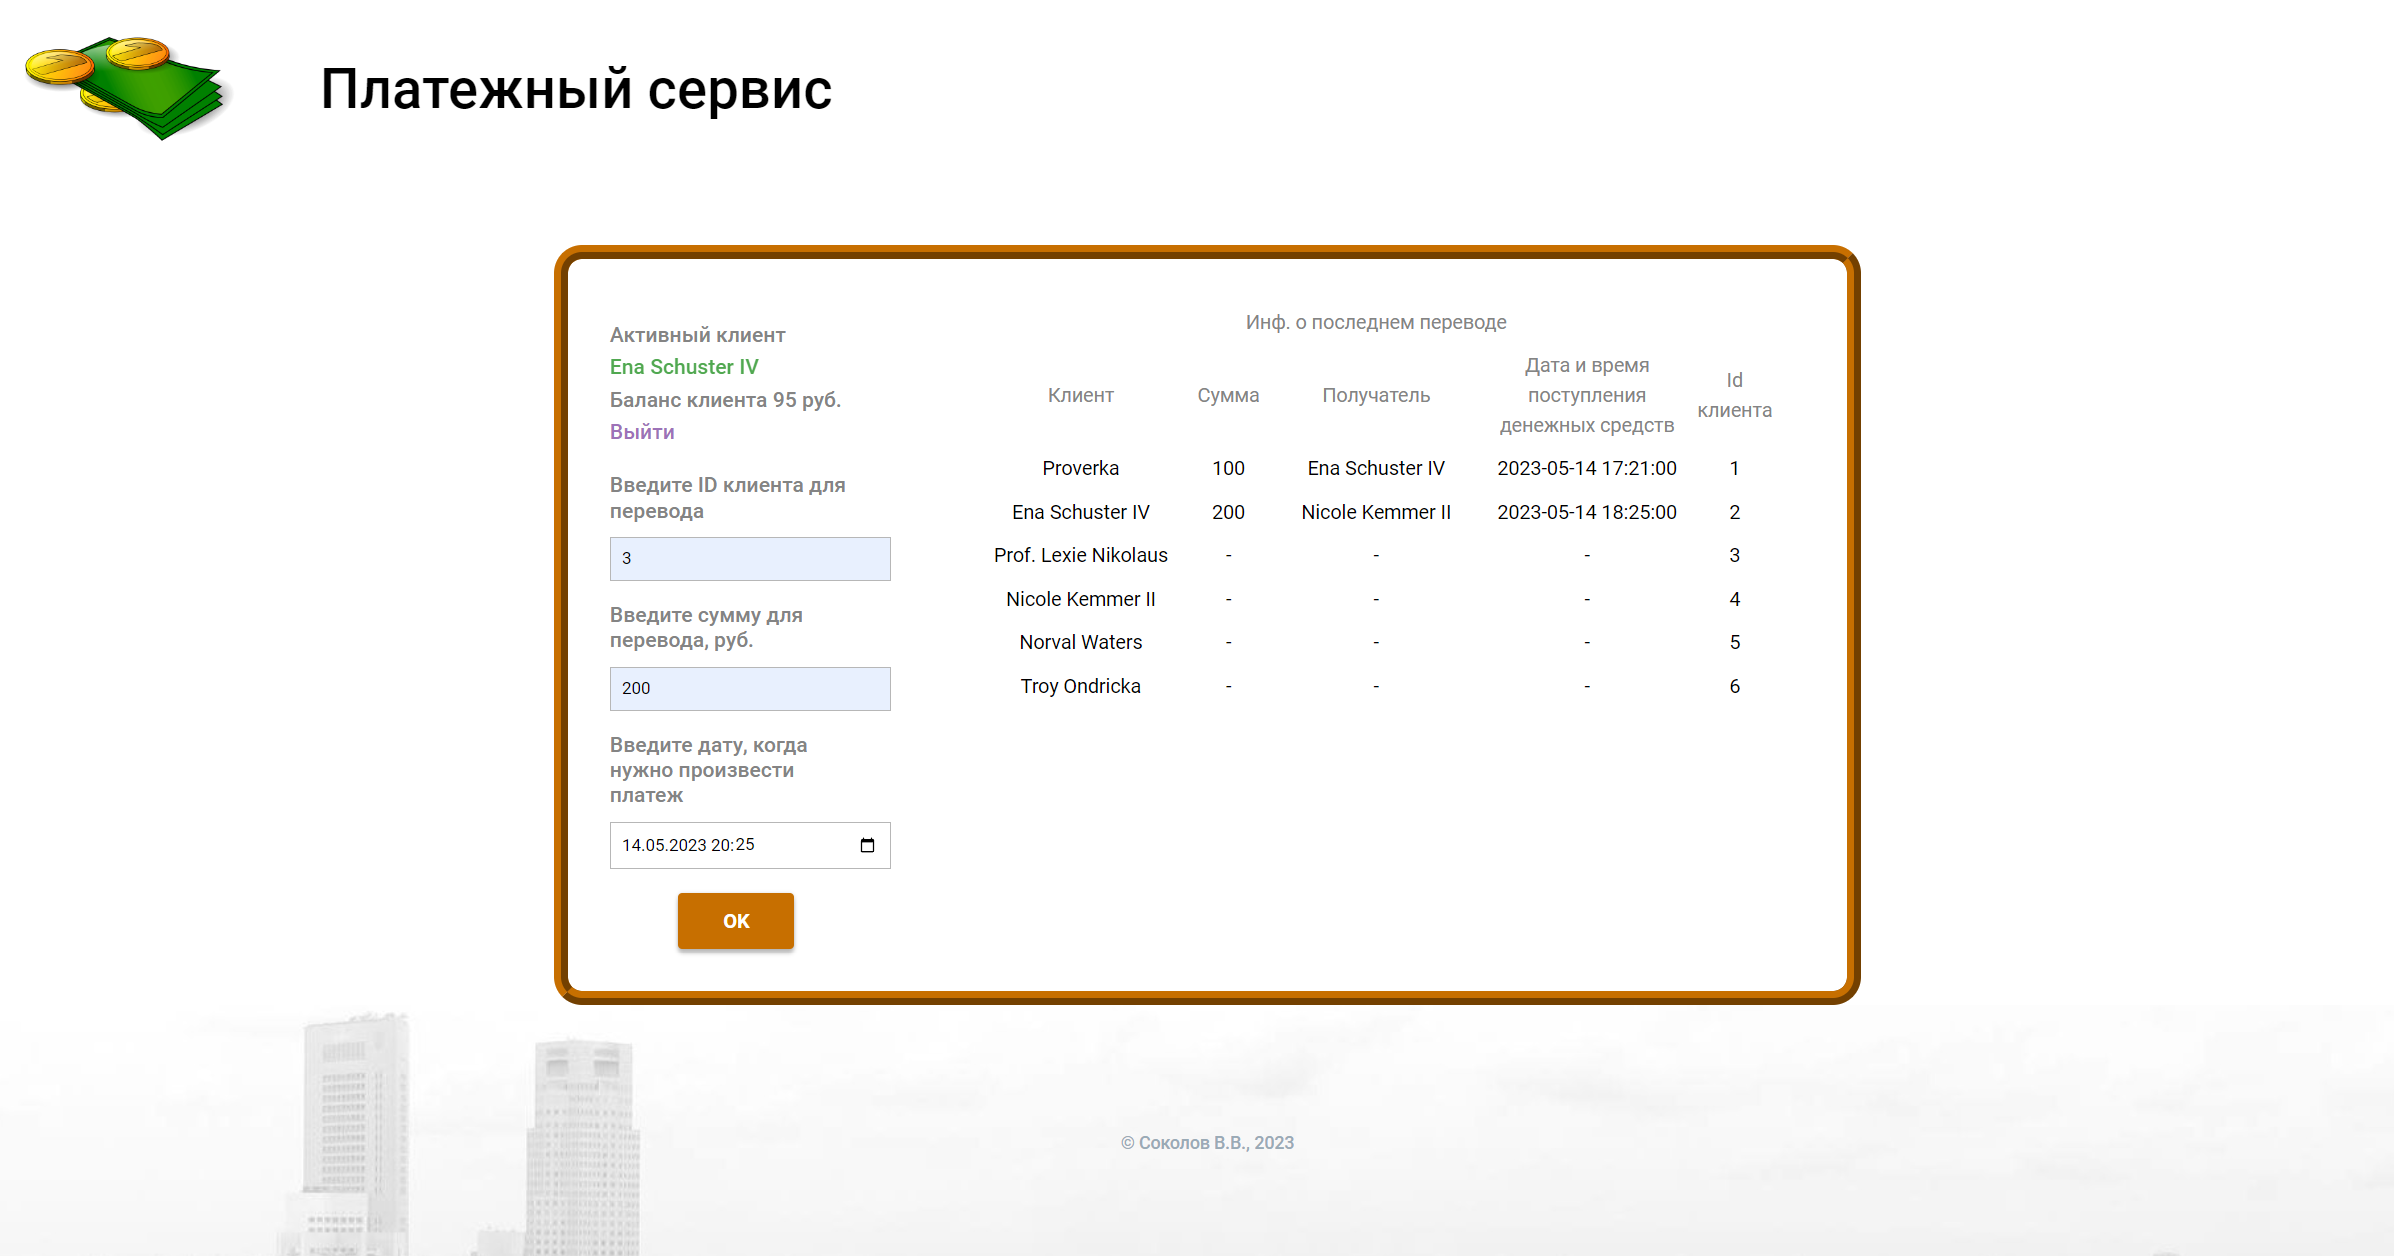 Платежный сервис
Активный клиент
Ena Schuster IV
Баланс клиента 95 руб.
Выйти
Введите ID клиента для
перевода
3
Введите сумму для
перевода, руб.
200
Введите дату, когда
нужно произвести
платеж
14.05.2023 20:25
OK
Инф. о последнем переводе
Клиент Сумма Получатель Дата и время поступления денежных средств Id клиента
Proverka 100 Ena Schuster IV 2023-05-14 17:21:00 1
Ena Schuster IV 200 Nicole Kemmer II 2023-05-14 18:25:00 2
Prof. Lexie Nikolaus - - - 3
Nicole Kemmer II - - - 4
Norval Waters - - - 5
Troy Ondricka - - - 6
© Соколов В.В., 2023